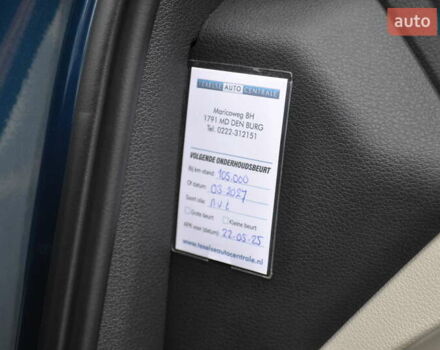 auto
TEXELSE AUTO CENTRALE
Maricoweg 8H
1791 MD DEN BURG
Tel. 0222-312151
VOLGENDE ONDERHOUDSBEURT
Bij km-stand: 105.000
Of datum: 03-2027
Soort olie:
Grote beurt Kleine beurt
APK voor (datum) 22-05-25
www.texelseautocentrale.nl